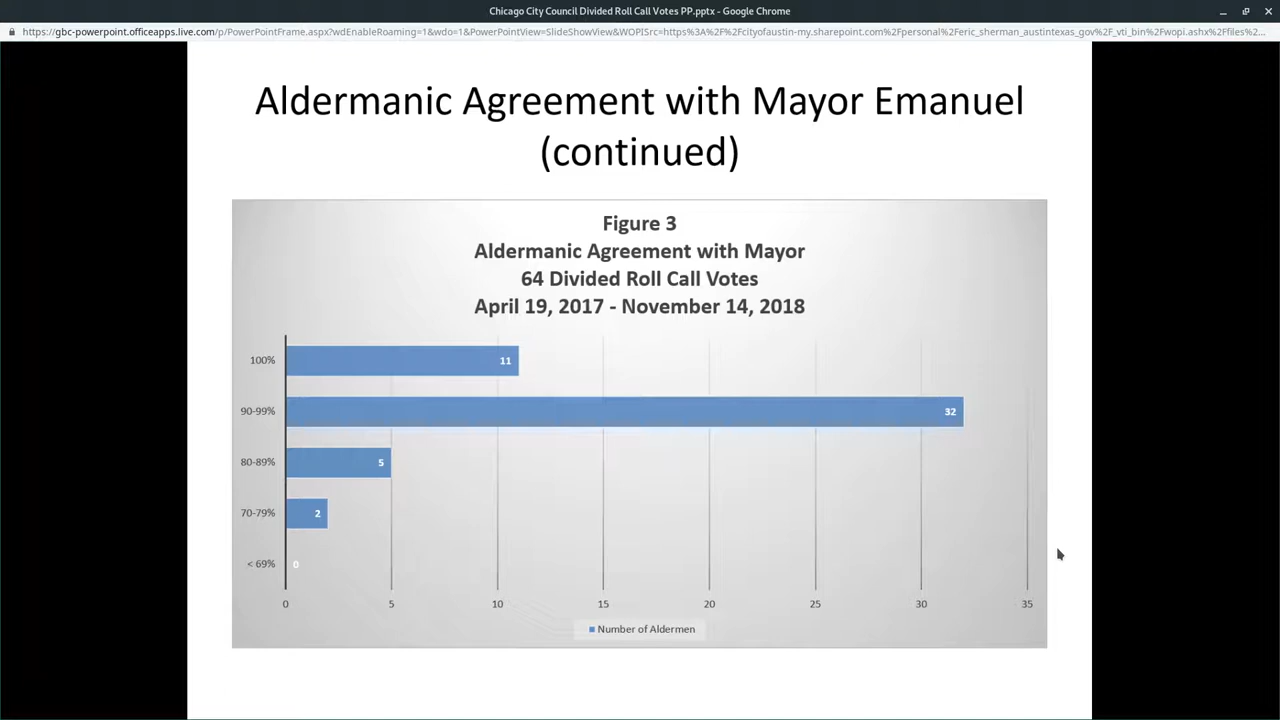 Chicago City Council Divided Roll Call Votes PP.pptx - Google Chrome
https://gbc-powerpoint.officeapps.live.com/p/PowerPointFrame.aspx?wdEnableRoaming=1&wdo=1&PowerPointView=SlideShowView&WOPISrc=https%3A%2F%2Fcityofaustin-my.sharepoint.com%2Fpersonal%2Feric_sherman_austintexas_gov%2F_vti_bin%2Fwopi.ashx%2Ffiles%2...
Aldermanic Agreement with Mayor Emanuel
(continued)
Figure 3
Aldermanic Agreement with Mayor
64 Divided Roll Call Votes
April 19, 2017 - November 14, 2018
100% 11
90-99% 32
80-89% 5
70-79% 2
< 69% 0
0 5 10 15 20 25 30 35
Number of Aldermen